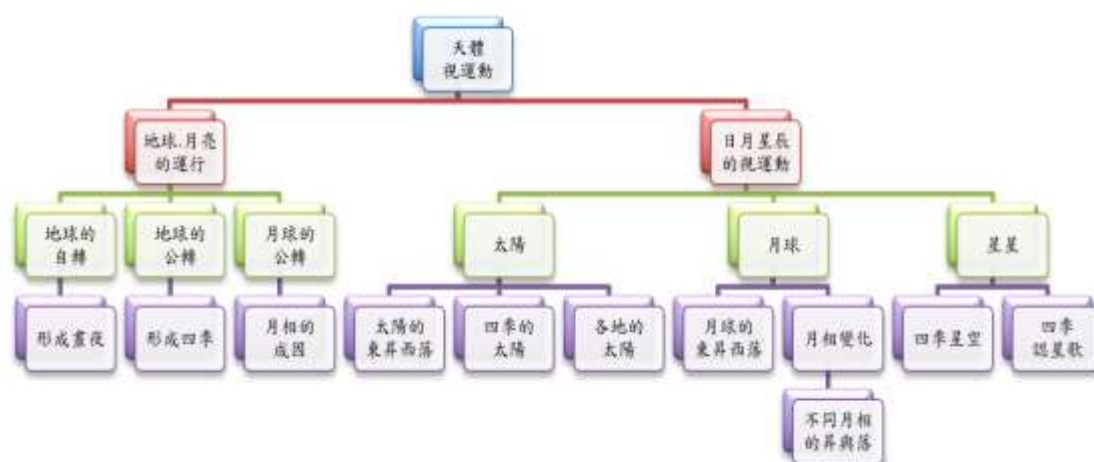 天體
視運動
地球.月亮
的運行
日月星辰
的視運動
地球的
自轉
地球的
公轉
月球的
公轉
太陽
月球
星星
形成晝夜
形成四季
月相的
成因
太陽的
東昇西落
四季的
太陽
各地的
太陽
月球的
東昇西落
月相變化
四季星空
四季
認星歌
不同月相
的昇與落